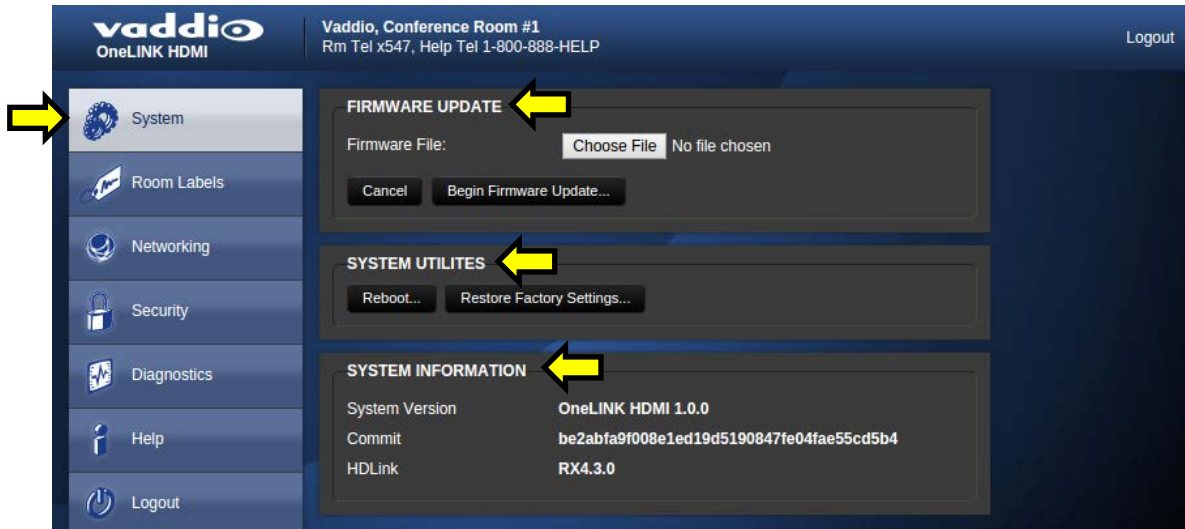 vaddio
OneLINK HDMI
Vaddio, Conference Room #1
Rm Tel x547, Help Tel 1-800-888-HELP
Logout
System
Room Labels
Networking
Security
Diagnostics
Help
Logout
FIRMWARE UPDATE
Firmware File: Choose File No file chosen
Cancel Begin Firmware Update...
SYSTEM UTILITES
Reboot... Restore Factory Settings...
SYSTEM INFORMATION
System Version OneLINK HDMI 1.0.0
Commit be2abfa9f008e1ed19d5190847fe04fae55cd5b4
HDLink RX4.3.0